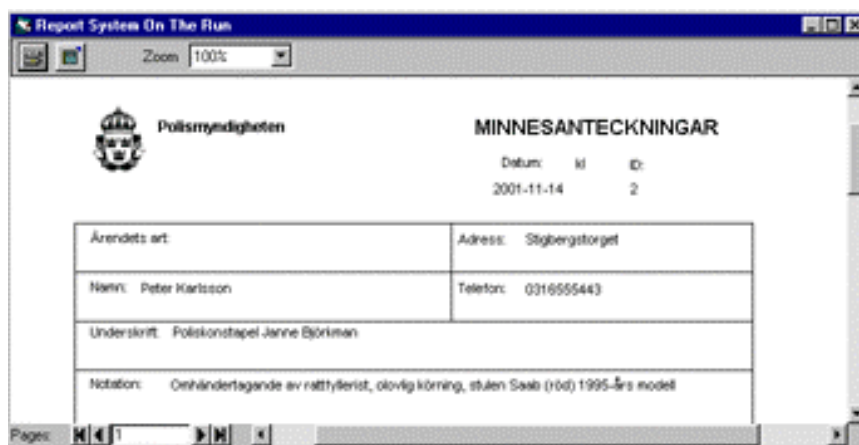 Report System On The Run
Zoom 100%
Polismyndigheten
MINNESANTECKNINGAR
Datum: kl ID:
2001-11-14 2
Ärendets art:
Adress: Stigbergstorget
Namn: Peter Karlsson
Telefon: 0316555443
Underskrift: Poliskonstapel Janne Björkman
Notation: Omhändertagande av rattfyllerist, olovlig körning, stulen Saab (röd) 1995-års modell
Pages: 1